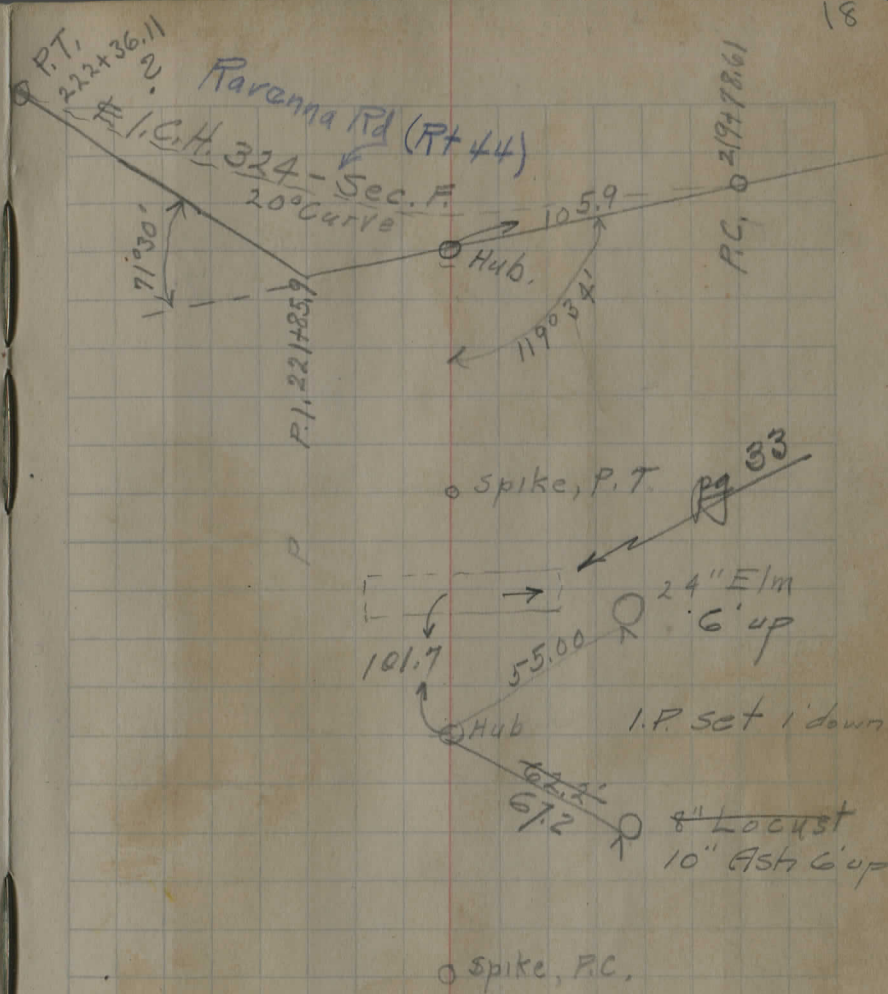 18
P.T.
222+36.11
?
Ravenna Rd (Rt 44)
I.C.H. 324 - Sec. F.
20° Curve
71°30'
P.I. 221+85.9
105.9
Hub.
119° 34'
P.C. 219+78.61
Spike, P.T.
pg 33
P
24" Elm
6' up
101.7
55.00
Hub
I.P. set 1' down
62.2'
67.2
8" Locust
10" Ash 6' up
Spike, P.C.